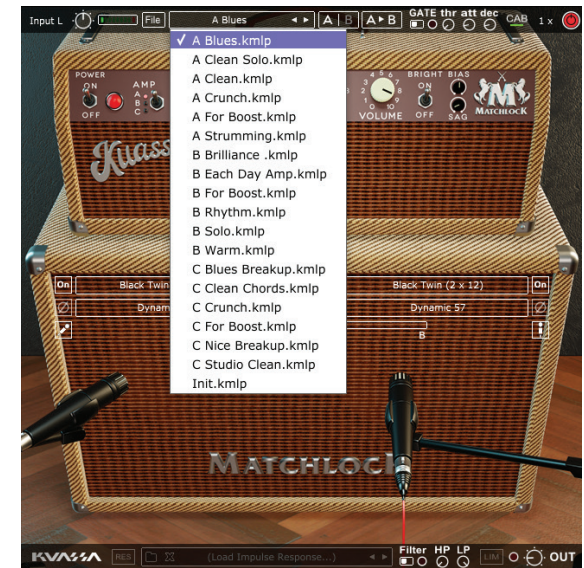 Input L File A Blues A B A ▸ B GATE thr att dec CAB 1 x
✓ A Blues.kmlp
A Clean Solo.kmlp
A Clean.kmlp
A Crunch.kmlp
A For Boost.kmlp
A Strumming.kmlp
B Brilliance .kmlp
B Each Day Amp.kmlp
B For Boost.kmlp
B Rhythm.kmlp
B Solo.kmlp
B Warm.kmlp
C Blues Breakup.kmlp
C Clean Chords.kmlp
C Crunch.kmlp
C For Boost.kmlp
C Nice Breakup.kmlp
C Studio Clean.kmlp
Init.kmlp
POWER
ON
OFF
AMP
A
B
C
VOLUME
BRIGHT BIAS
ON
OFF SAG
M
MATCHLOCK
Kuass
On Black Twin Black Twin (2 x 12) On
Ø Dynam Dynamic 57 Ø
B
MATCHLOC
KVASSA RES (Load Impulse Response...) Filter HP LP LIM OUT